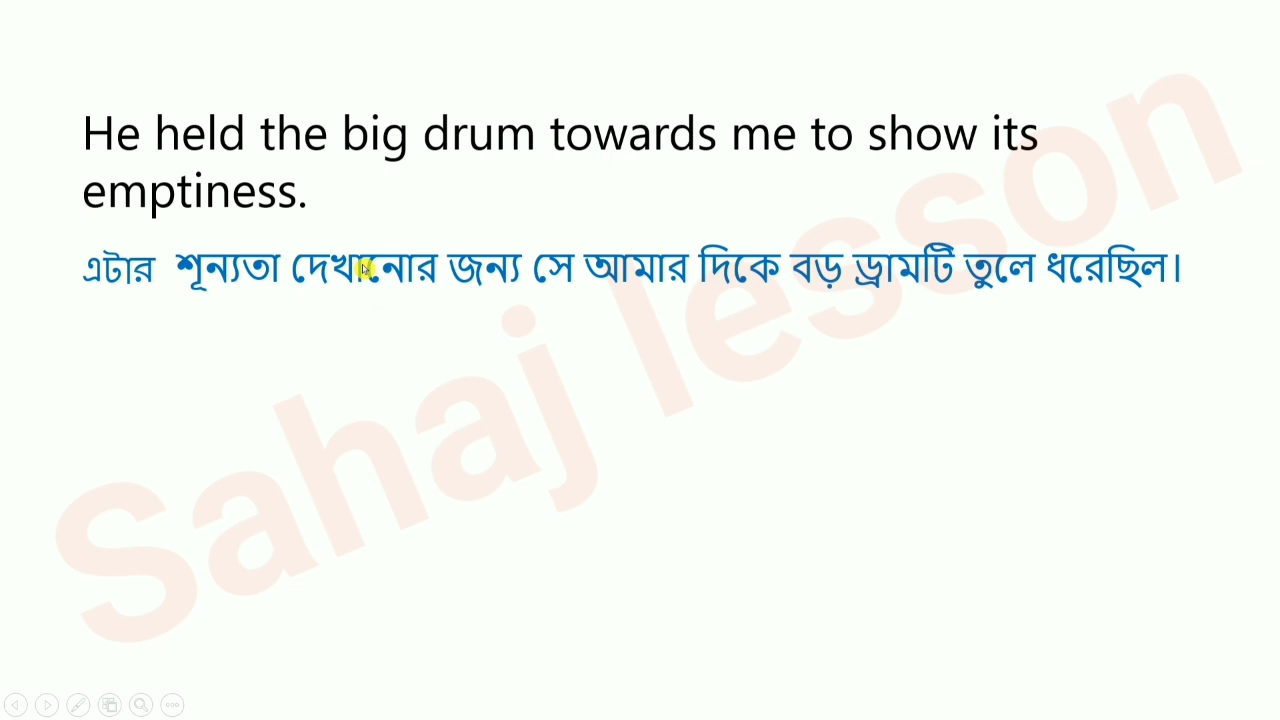 He held the big drum towards me to show its
emptiness.
এটার শূন্যতা দেখানোর জন্য সে আমার দিকে বড় ড্রামটি তুলে ধরেছিল।
Sahaj lesson